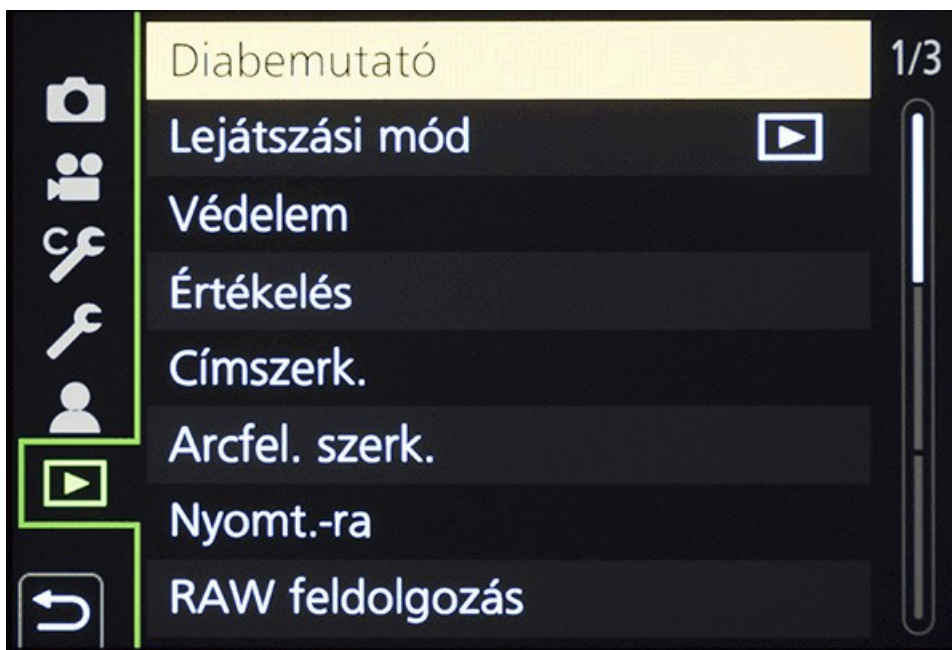 Diabemutató
1/3
Lejátszási mód
Védelem
C
Értékelés
Címszerk.
Arcfel. szerk.
Nyomt.-ra
RAW feldolgozás